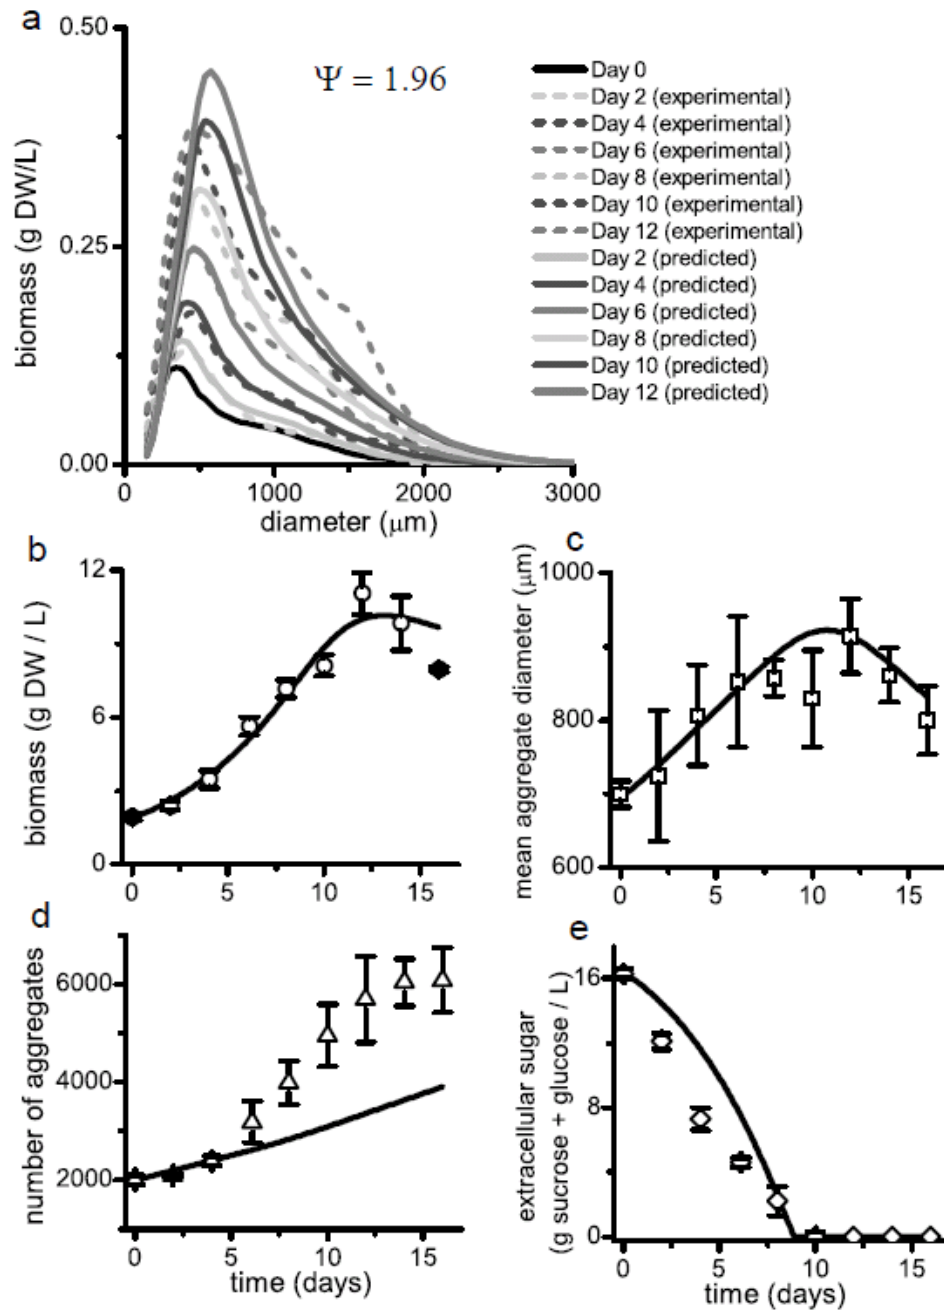 a
0.50
0.25
0.00
biomass (g DW/L)
Ψ = 1.96
Day 0
Day 2 (experimental)
Day 4 (experimental)
Day 6 (experimental)
Day 8 (experimental)
Day 10 (experimental)
Day 12 (experimental)
Day 2 (predicted)
Day 4 (predicted)
Day 6 (predicted)
Day 8 (predicted)
Day 10 (predicted)
Day 12 (predicted)
0 1000 2000 3000
diameter (μm)
b
12
6
0
biomass (g DW / L)
0 5 10 15
c
1000
800
600
mean aggregate diameter (μm)
0 5 10 15
d
6000
4000
2000
number of aggregates
0 5 10 15
time (days)
e
16
8
0
extracellular sugar
(g sucrose + glucose / L)
0 5 10 15
time (days)